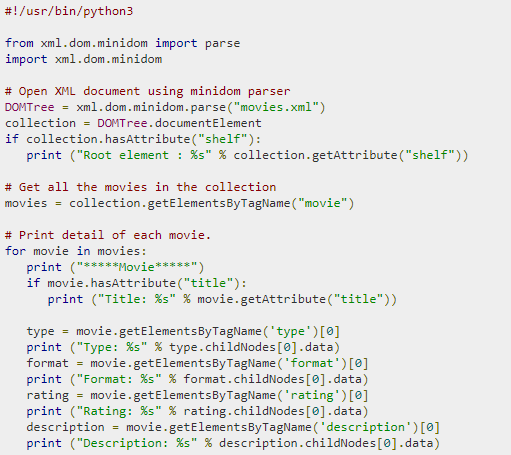 #!/usr/bin/python3

from xml.dom.minidom import parse
import xml.dom.minidom

# Open XML document using minidom parser
DOMTree = xml.dom.minidom.parse("movies.xml")
collection = DOMTree.documentElement
if collection.hasAttribute("shelf"):
   print ("Root element : %s" % collection.getAttribute("shelf"))

# Get all the movies in the collection
movies = collection.getElementsByTagName("movie")

# Print detail of each movie.
for movie in movies:
   print ("*****Movie*****")
   if movie.hasAttribute("title"):
      print ("Title: %s" % movie.getAttribute("title"))

   type = movie.getElementsByTagName('type')[0]
   print ("Type: %s" % type.childNodes[0].data)
   format = movie.getElementsByTagName('format')[0]
   print ("Format: %s" % format.childNodes[0].data)
   rating = movie.getElementsByTagName('rating')[0]
   print ("Rating: %s" % rating.childNodes[0].data)
   description = movie.getElementsByTagName('description')[0]
   print ("Description: %s" % description.childNodes[0].data)